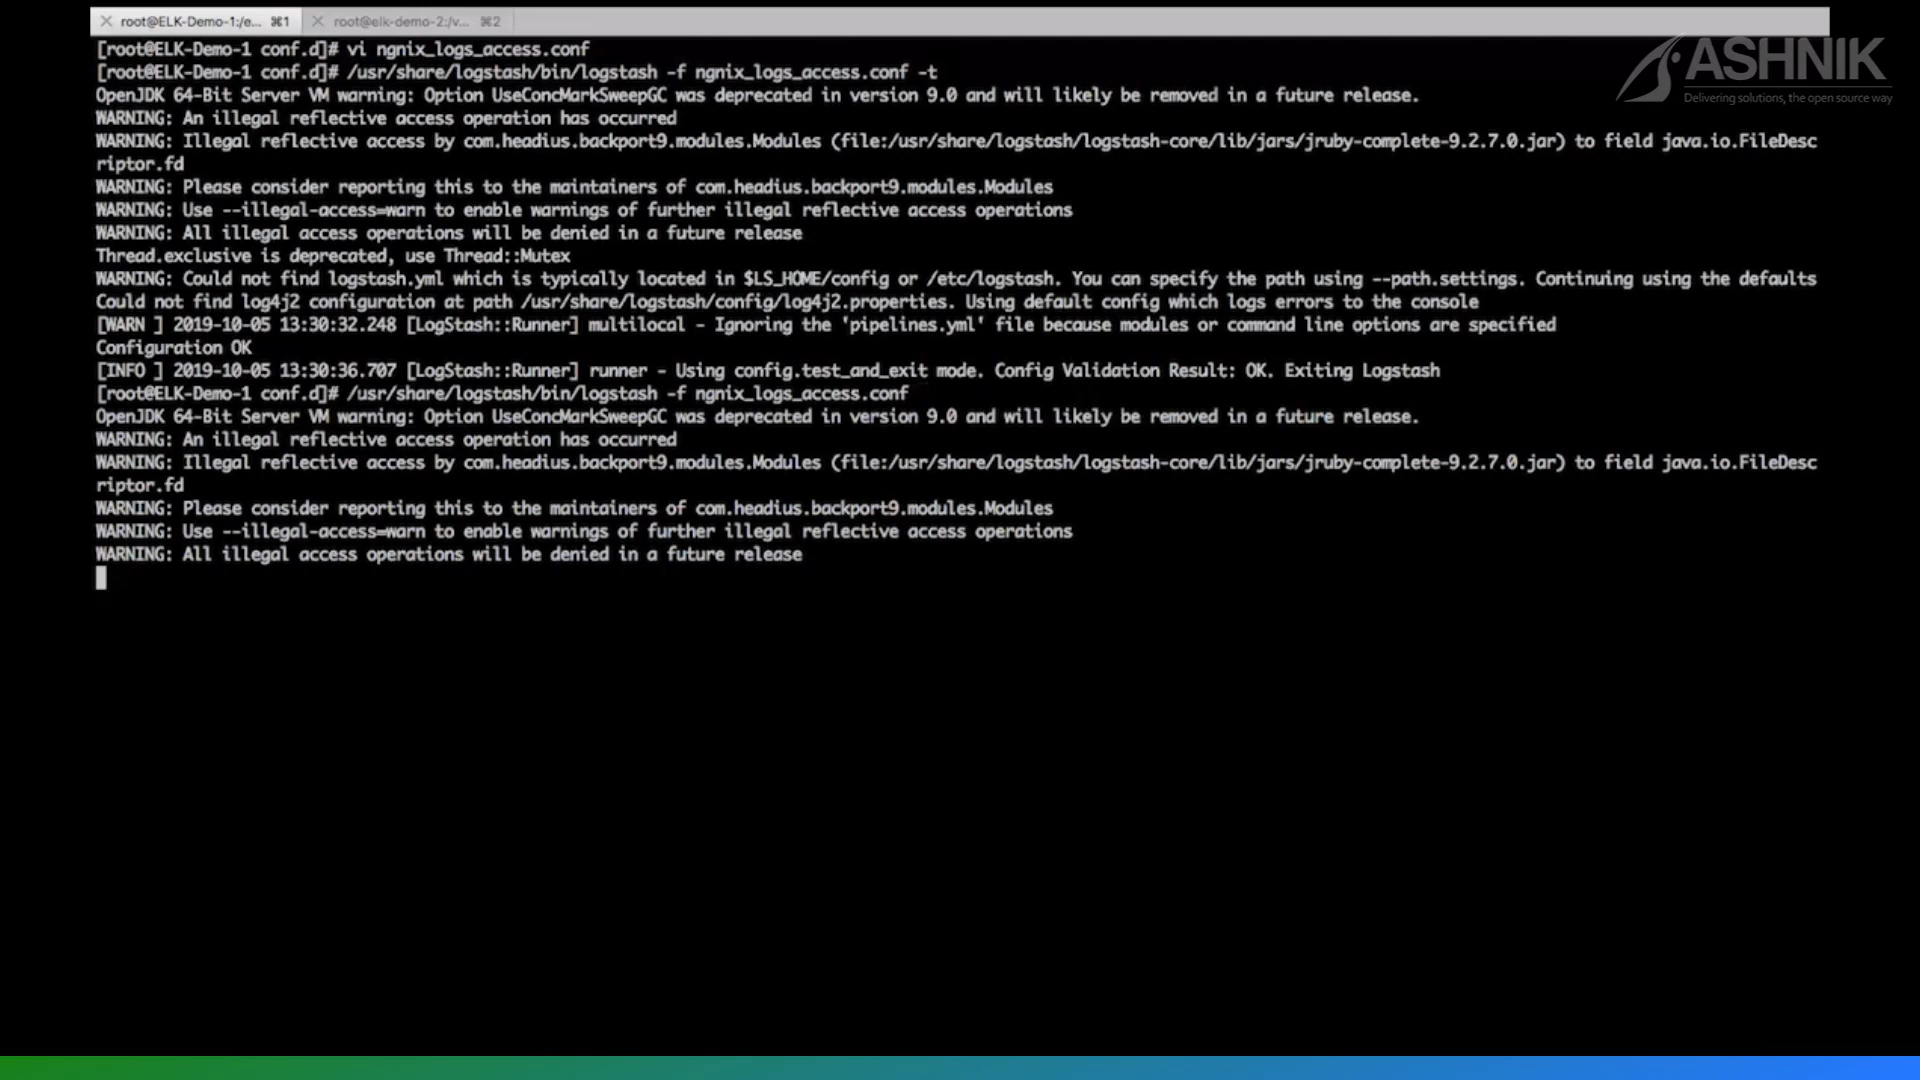 root@ELK-Demo-1:/e... ⌘1 root@elk-demo-2:/v... ⌘2
ASHNIK
Delivering solutions, the open source way
[root@ELK-Demo-1 conf.d]# vi ngnix_logs_access.conf
[root@ELK-Demo-1 conf.d]# /usr/share/logstash/bin/logstash -f ngnix_logs_access.conf -t
OpenJDK 64-Bit Server VM warning: Option UseConcMarkSweepGC was deprecated in version 9.0 and will likely be removed in a future release.
WARNING: An illegal reflective access operation has occurred
WARNING: Illegal reflective access by com.headius.backport9.modules.Modules (file:/usr/share/logstash/logstash-core/lib/jars/jruby-complete-9.2.7.0.jar) to field java.io.FileDesc
riptor.fd
WARNING: Please consider reporting this to the maintainers of com.headius.backport9.modules.Modules
WARNING: Use --illegal-access=warn to enable warnings of further illegal reflective access operations
WARNING: All illegal access operations will be denied in a future release
Thread.exclusive is deprecated, use Thread::Mutex
WARNING: Could not find logstash.yml which is typically located in $LS_HOME/config or /etc/logstash. You can specify the path using --path.settings. Continuing using the defaults
Could not find log4j2 configuration at path /usr/share/logstash/config/log4j2.properties. Using default config which logs errors to the console
[WARN ] 2019-10-05 13:30:32.248 [LogStash::Runner] multilocal - Ignoring the 'pipelines.yml' file because modules or command line options are specified
Configuration OK
[INFO ] 2019-10-05 13:30:36.707 [LogStash::Runner] runner - Using config.test_and_exit mode. Config Validation Result: OK. Exiting Logstash
[root@ELK-Demo-1 conf.d]# /usr/share/logstash/bin/logstash -f ngnix_logs_access.conf
OpenJDK 64-Bit Server VM warning: Option UseConcMarkSweepGC was deprecated in version 9.0 and will likely be removed in a future release.
WARNING: An illegal reflective access operation has occurred
WARNING: Illegal reflective access by com.headius.backport9.modules.Modules (file:/usr/share/logstash/logstash-core/lib/jars/jruby-complete-9.2.7.0.jar) to field java.io.FileDesc
riptor.fd
WARNING: Please consider reporting this to the maintainers of com.headius.backport9.modules.Modules
WARNING: Use --illegal-access=warn to enable warnings of further illegal reflective access operations
WARNING: All illegal access operations will be denied in a future release